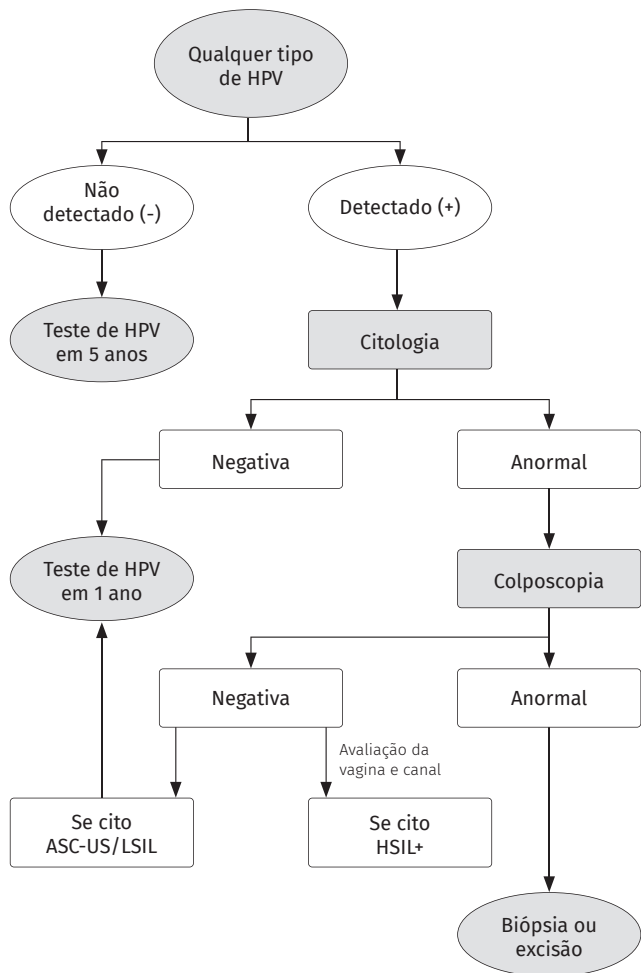 Qualquer tipo
de HPV
Não
detectado (-)
Detectado (+)
Teste de HPV
em 5 anos
Citologia
Negativa
Anormal
Teste de HPV
em 1 ano
Colposcopia
Negativa
Anormal
Avaliação da
vagina e canal
Se cito
ASC-US/LSIL
Se cito
HSIL+
Biópsia ou
excisão